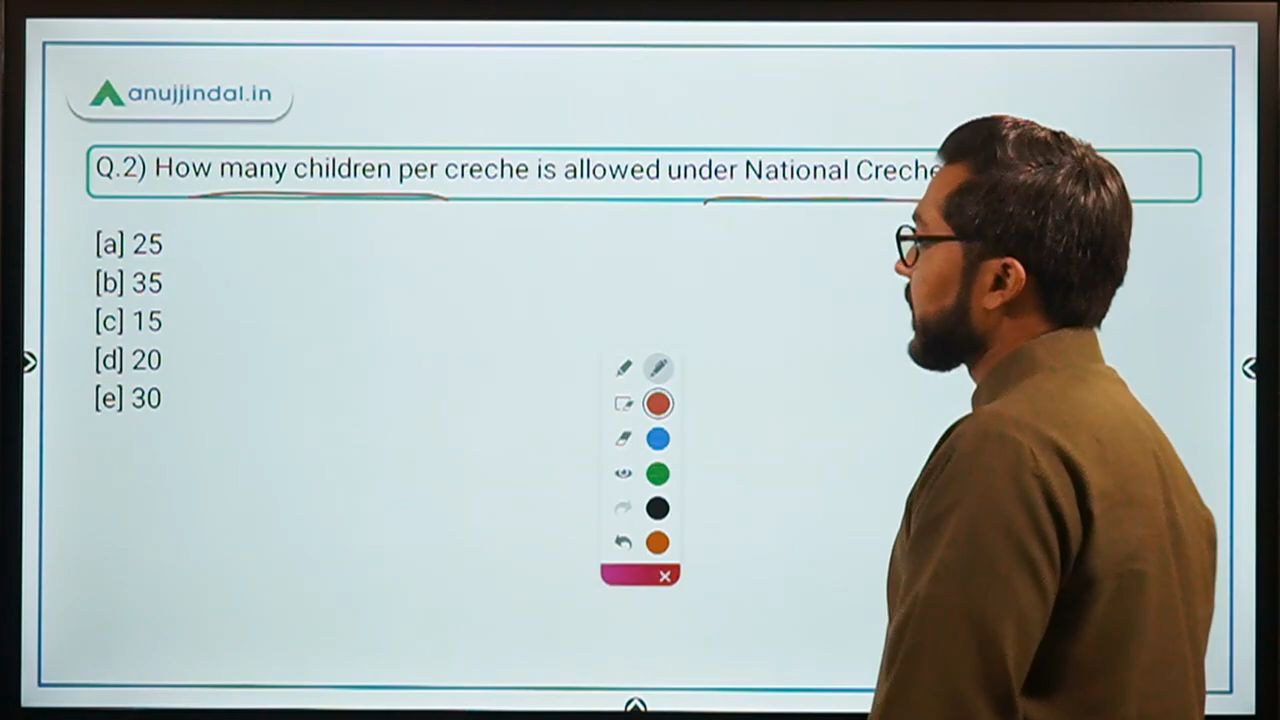 anujjindal.in
Q.2) How many children per creche is allowed under National Creche
[a] 25
[b] 35
[c] 15
[d] 20
[e] 30